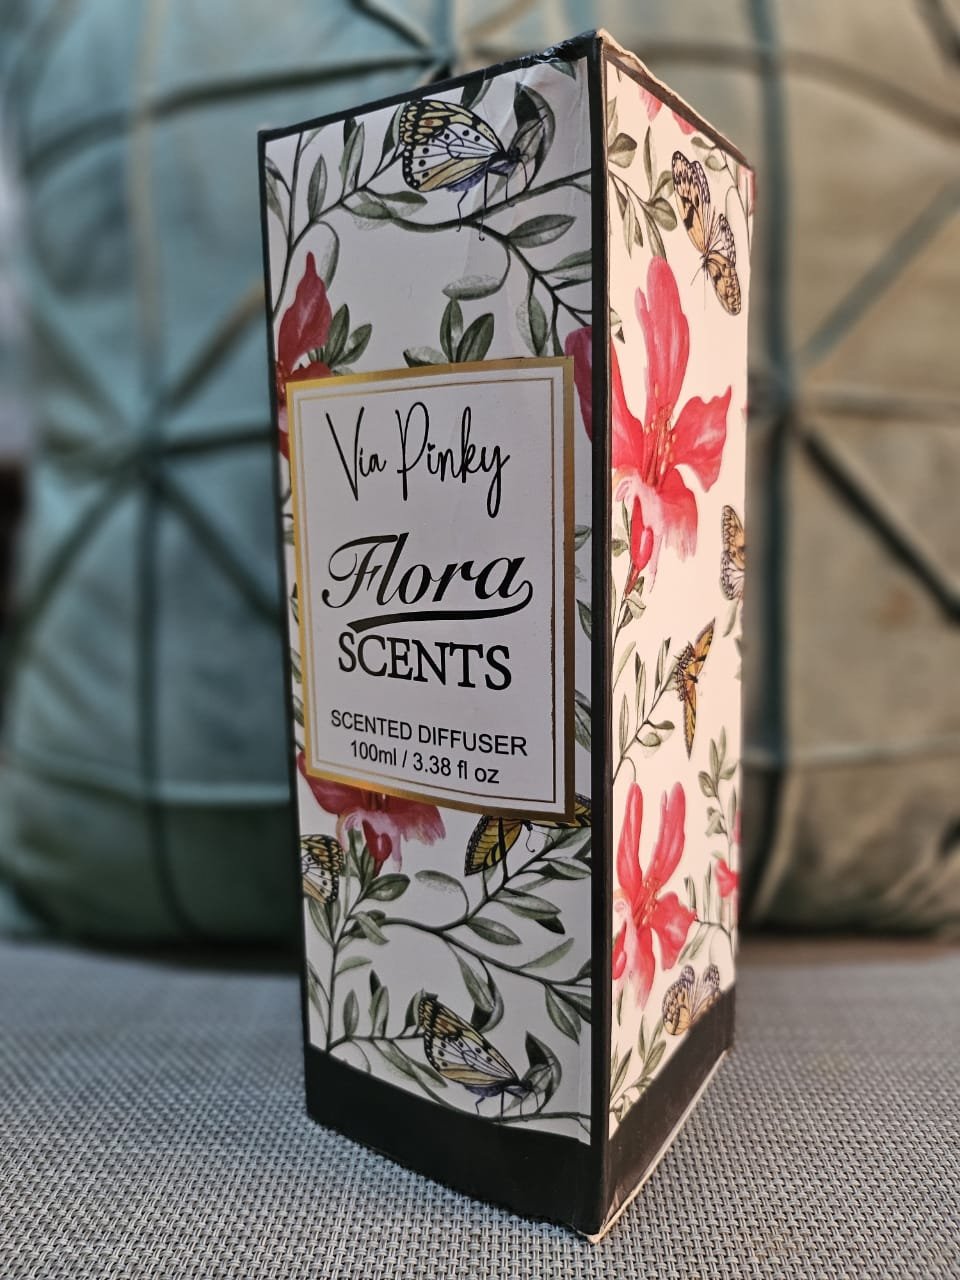 Via Pinky
Flora
SCENTS
SCENTED DIFFUSER
100ml / 3.38 fl oz